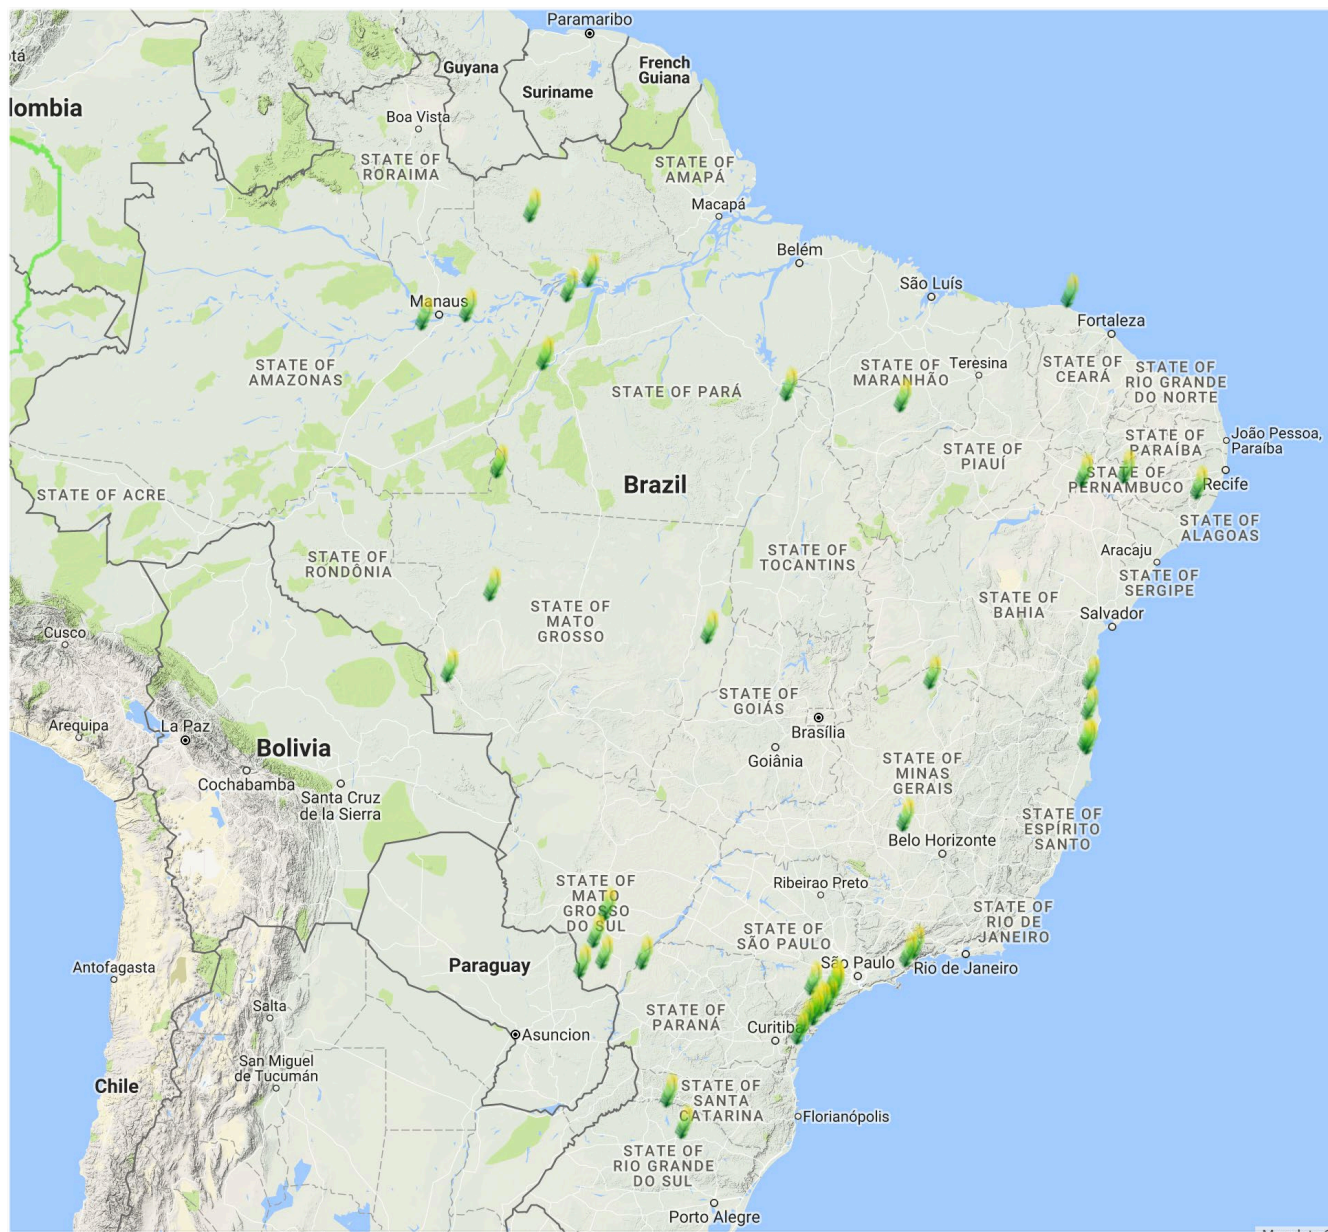 Paramaribo
Guyana
French
Guiana
Suriname
lombia
Boa Vista
STATE OF
RORAIMA
STATE OF
AMAPÁ
Macapá
Belém
São Luís
Manaus
Fortaleza
STATE OF
AMAZONAS
STATE OF PARÁ
STATE OF
MARANHÃO
Teresina
STATE OF
CEARÁ
STATE OF
RIO GRANDE
DO NORTE
João Pessoa,
Paraíba
STATE OF
PARAÍBA
STATE OF
PIAUÍ
STATE OF
PERNAMBUCO
Recife
Brazil
STATE OF ACRE
STATE OF
ALAGOAS
STATE OF
RONDÔNIA
STATE OF
TOCANTINS
Aracaju
STATE OF
SERGIPE
STATE OF
MATO
GROSSO
STATE OF
BAHIA
Salvador
Cusco
STATE OF
GOIÁS
Brasília
Goiânia
Arequipa
La Paz
Bolivia
Cochabamba
Santa Cruz
de la Sierra
STATE OF
MINAS
GERAIS
STATE OF
ESPÍRITO
SANTO
Belo Horizonte
Ribeirao Preto
STATE OF
MATO
GROSSO
DO SUL
STATE OF
RIO DE
JANEIRO
STATE OF
SÃO PAULO
São Paulo
Rio de Janeiro
Antofagasta
Paraguay
Salta
STATE OF
PARANÁ
Curitiba
Asuncion
San Miguel
de Tucumán
Chile
STATE OF
SANTA
CATARINA
Florianópolis
STATE OF
RIO GRANDE
DO SUL
Porto Alegre